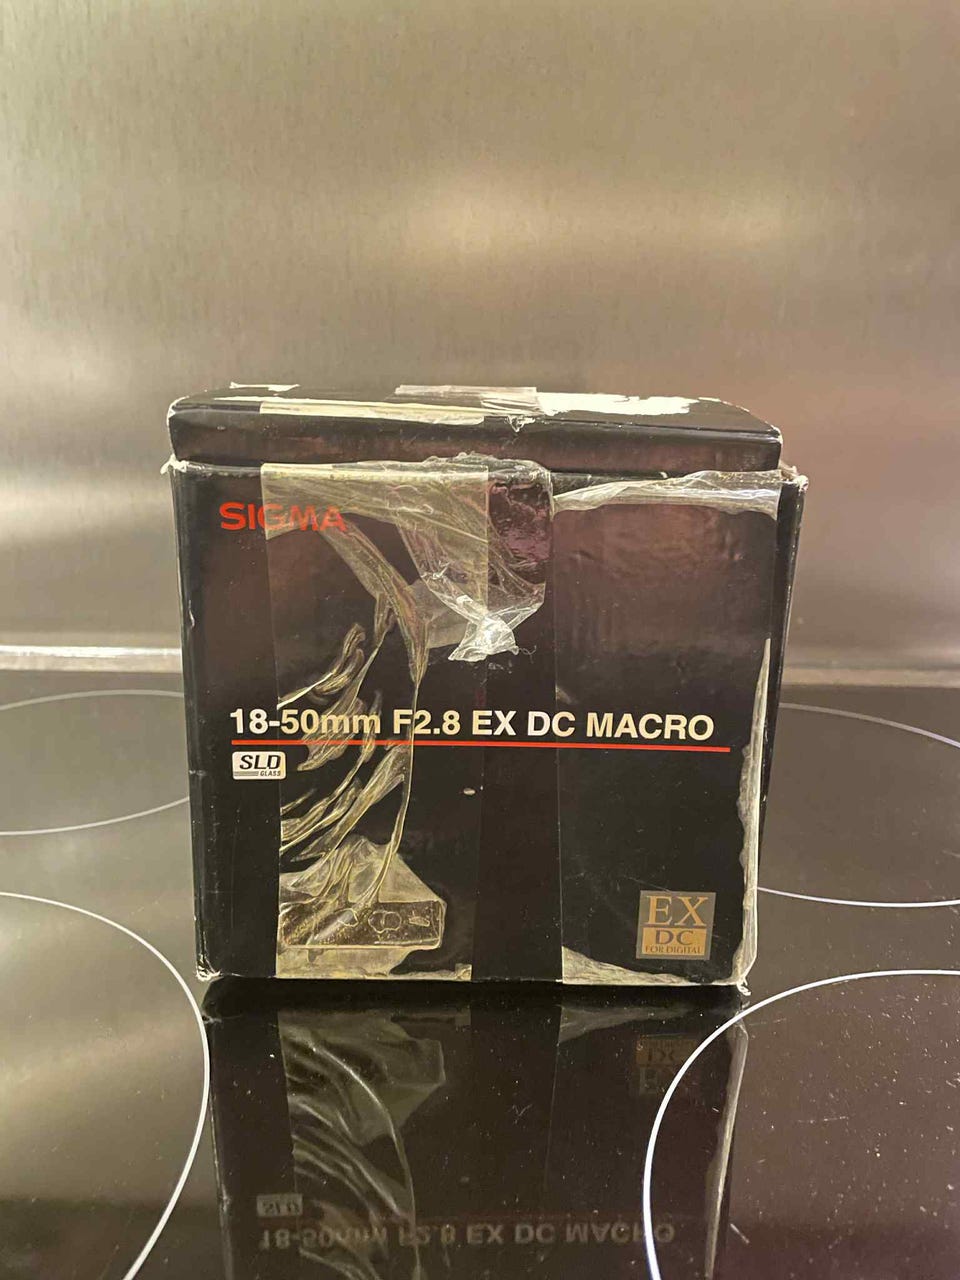 SIGMA
18-50mm F2.8 EX DC MACRO
SLD
GLASS
EX
DC
FOR DIGITAL